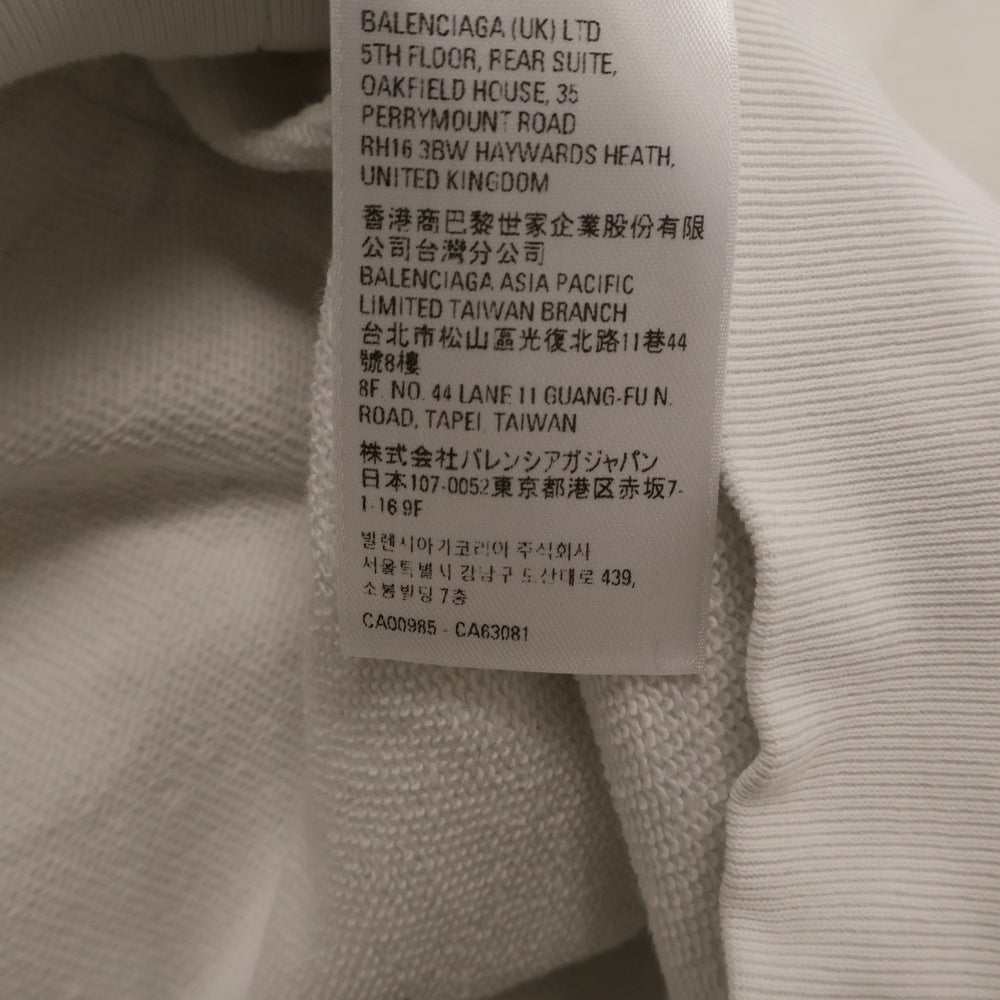 BALENCIAGA (UK) LTD
5TH FLOOR, REAR SUITE,
OAKFIELD HOUSE, 35
PERRYMOUNT ROAD
RH16 3BW HAYWARDS HEATH,
UNITED KINGDOM
香港商巴黎世家企業股份有限
公司台灣分公司
BALENCIAGA ASIA PACIFIC
LIMITED TAIWAN BRANCH
台北市松山區光復北路11巷44
號8樓
8F. NO. 44 LANE 11 GUANG-FU N.
ROAD, TAPEI, TAIWAN
株式会社バレンシアガジャパン
日本107-0052東京都港区赤坂7-
1-16 9F
발렌시아가코리아 주식회사
서울특별시 강남구 도산대로 439,
소봉빌딩 7층
CA00985 - CA63081